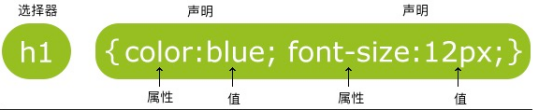 选择器 声明 声明
h1 {color:blue; font-size:12px;}
属性 值 属性 值